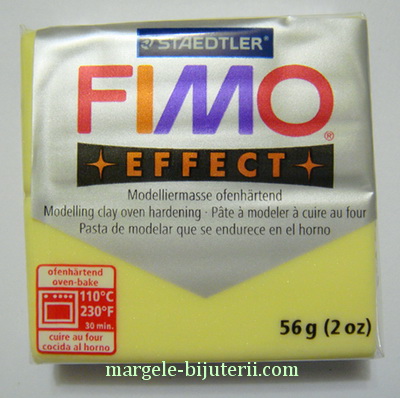 STAEDTLER
FIMO®
EFFECT
Modelliermasse ofenhärtend
Modelling clay oven hardening · Pâte à modeler à cuire au four
Pasta de modelar que se endurece en el horno
ofenhärtend
oven-bake
110°C
230°F
30 min.
cuire au four
cocida al horno
56 g (2 oz)
margele-bijuterii.com